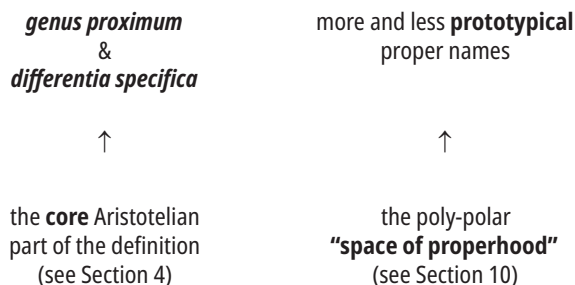 genus proximum
&
differentia specifica
↑
the core Aristotelian
part of the definition
(see Section 4)
more and less prototypical
proper names
↑
the poly-polar
“space of properhood”
(see Section 10)